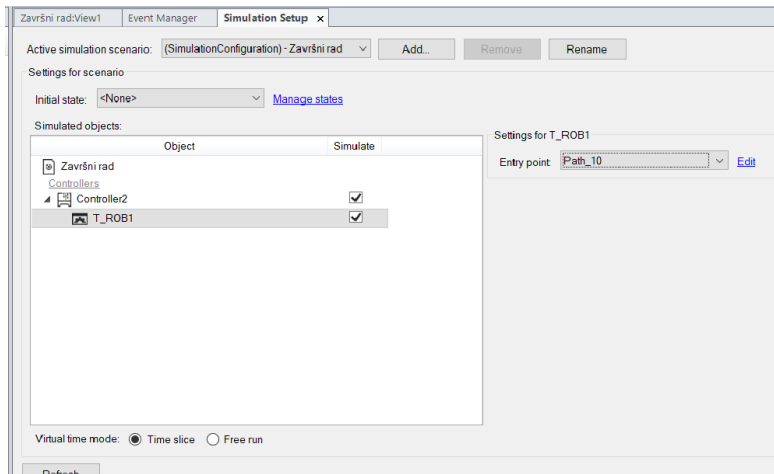 Završni rad:View1 Event Manager Simulation Setup x
Active simulation scenario: (SimulationConfiguration) - Završni rad Add... Remove Rename
Settings for scenario
Initial state: <None> Manage states
Simulated objects:
Object Simulate
Završni rad
Controllers
Controller2
T_ROB1
Settings for T_ROB1
Entry point: Path_10 Edit
Virtual time mode: Time slice Free run
Refresh